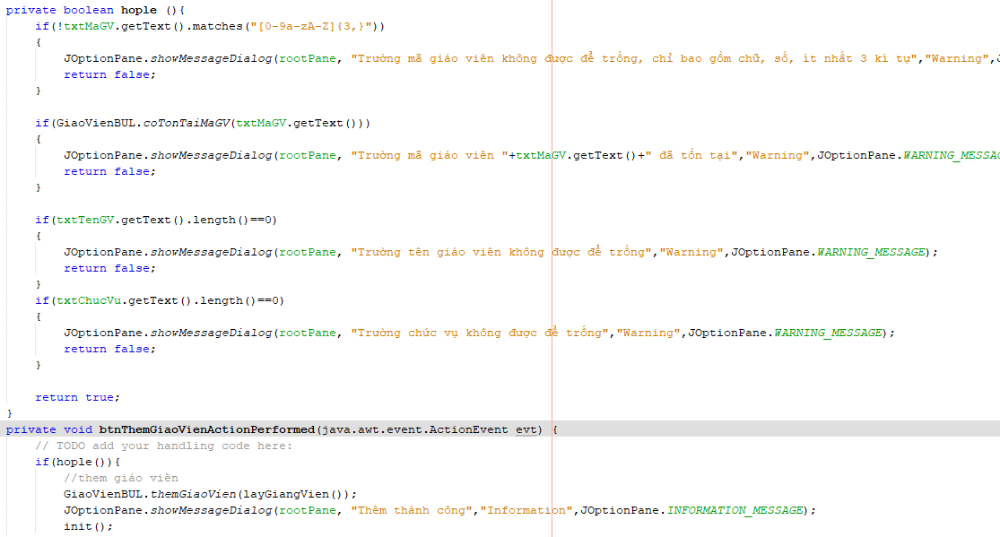 private boolean hople (){
if(!txtMaGV.getText().matches("[0-9a-zA-Z]{3,}"))
{
JOptionPane.showMessageDialog(rootPane, "Trường mã giáo viên không được để trống, chỉ bao gồm chữ, số, ít nhất 3 kí tự","Warning",J
return false;
}
if(GiaoVienBUL.coTonTaiMaGV(txtMaGV.getText()))
{
JOptionPane.showMessageDialog(rootPane, "Trường mã giáo viên "+txtMaGV.getText()+" đã tồn tại","Warning",JOptionPane.WARNING_MESSAG
return false;
}
if(txtTenGV.getText().length()==0)
{
JOptionPane.showMessageDialog(rootPane, "Trường tên giáo viên không được để trống","Warning",JOptionPane.WARNING_MESSAGE);
return false;
}
if(txtChucVu.getText().length()==0)
{
JOptionPane.showMessageDialog(rootPane, "Trường chức vụ không được để trống","Warning",JOptionPane.WARNING_MESSAGE);
return false;
}
return true;
}
private void btnThemGiaoVienActionPerformed(java.awt.event.ActionEvent evt) {
// TODO add your handling code here:
if(hople()){
//them giáo viên
GiaoVienBUL.themGiaoVien(layGiangVien());
JOptionPane.showMessageDialog(rootPane, "Thêm thành công","Information",JOptionPane.INFORMATION_MESSAGE);
init();